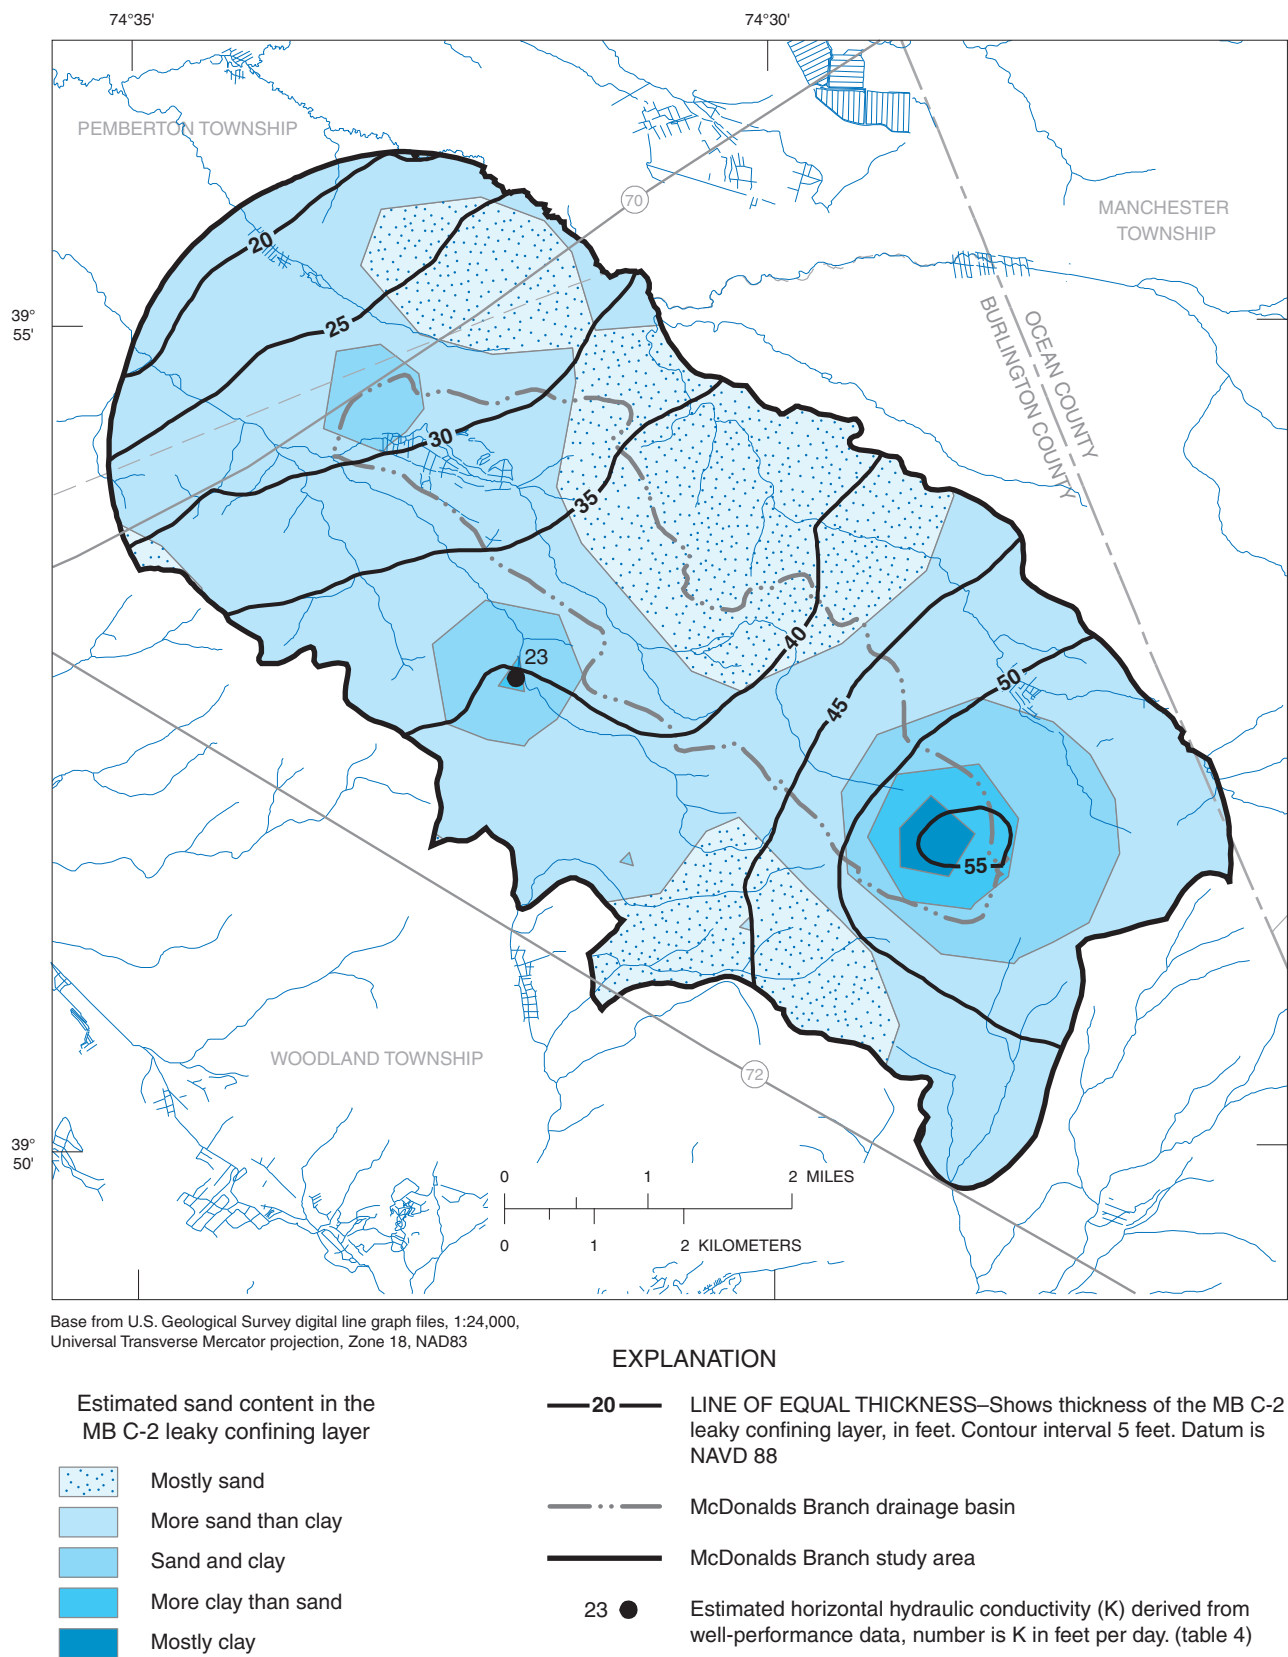 74°35'
74°30'
PEMBERTON TOWNSHIP
70
MANCHESTER
TOWNSHIP
20
25
39°
55'
OCEAN COUNTY
BURLINGTON COUNTY
30
35
40
23
45
50
55
WOODLAND TOWNSHIP
72
39°
50'
0 1 2 MILES
0 1 2 KILOMETERS
Base from U.S. Geological Survey digital line graph files, 1:24,000,
Universal Transverse Mercator projection, Zone 18, NAD83
EXPLANATION
Estimated sand content in the
MB C-2 leaky confining layer
Mostly sand
More sand than clay
Sand and clay
More clay than sand
Mostly clay
20 LINE OF EQUAL THICKNESS–Shows thickness of the MB C-2
leaky confining layer, in feet. Contour interval 5 feet. Datum is
NAVD 88
McDonalds Branch drainage basin
McDonalds Branch study area
23 Estimated horizontal hydraulic conductivity (K) derived from
well-performance data, number is K in feet per day. (table 4)